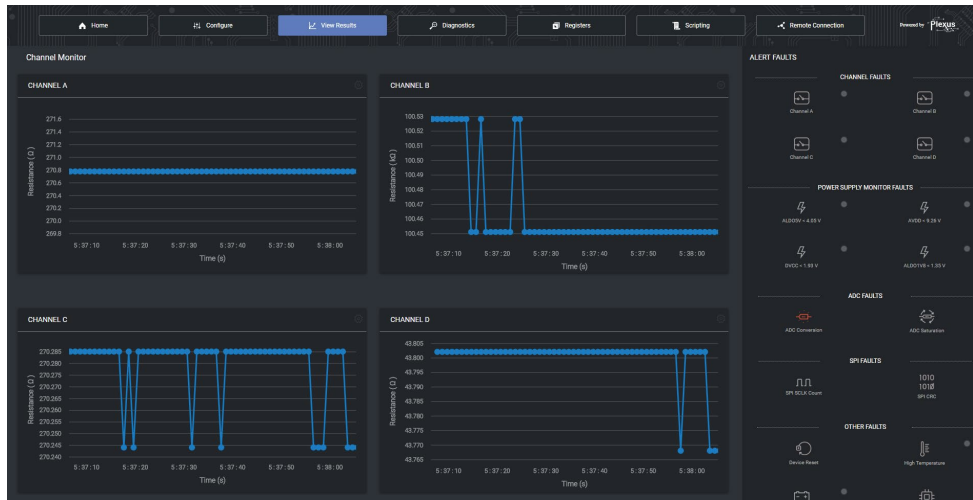 Home
Configure
View Results
Diagnostics
Registers
Scripting
Remote Connection
Powered by Plexus
Channel Monitor
CHANNEL A
Resistance (Ω)
271.6
271.4
271.2
271.0
270.8
270.6
270.4
270.2
270.0
269.8
5:37:10 5:37:20 5:37:30 5:37:40 5:37:50 5:38:00
Time (s)
CHANNEL B
Resistance (kΩ)
100.53
100.52
100.51
100.50
100.49
100.48
100.47
100.46
100.45
5:37:10 5:37:20 5:37:30 5:37:40 5:37:50 5:38:00
Time (s)
CHANNEL C
Resistance (Ω)
270.285
270.280
270.275
270.270
270.265
270.260
270.255
270.250
270.245
270.240
5:37:10 5:37:20 5:37:30 5:37:40 5:37:50 5:38:00
Time (s)
CHANNEL D
Resistance (Ω)
43.805
43.800
43.795
43.790
43.785
43.780
43.775
43.770
43.765
5:37:10 5:37:20 5:37:30 5:37:40 5:37:50 5:38:00
Time (s)
ALERT FAULTS
CHANNEL FAULTS
Channel A
Channel B
Channel C
Channel D
POWER SUPPLY MONITOR FAULTS
AVDD = 9.26 V
ALDO1V8 = 1.35 V
ADC FAULTS
ADC Conversion
ADC Saturation
SPI FAULTS
SPI SCLK Count
1010
101Ø
SPI CRC
OTHER FAULTS
Device Reset
High Temperature